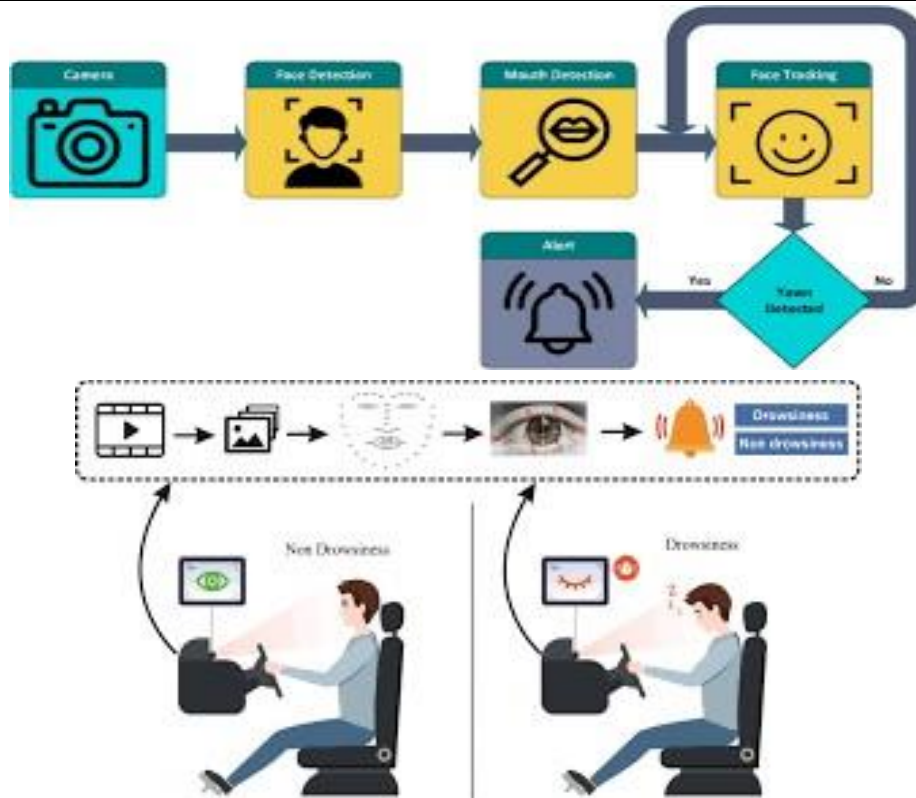 Camera
Face Detection
Mouth Detection
Face Tracking
Alert
Yes
No
Yawn
Detected
Drowsiness
Non drowsiness
Non Drowsiness
Drowsiness
Z